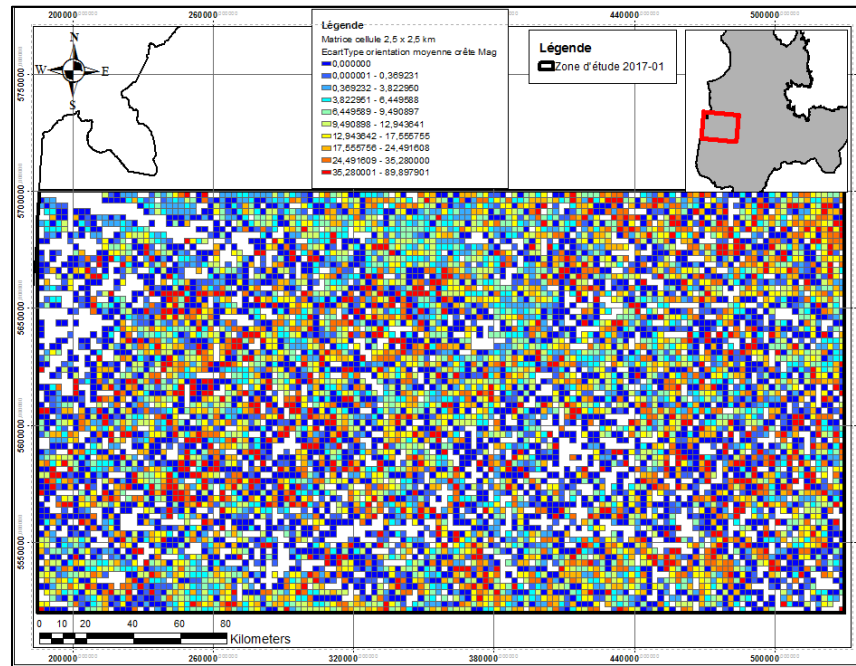 200000 260000 440000 500000
N
W E
S
Légende
Matrice cellule 2,5 x 2,5 km
EcartType orientation moyenne crête Mag
0,000000
0,000001 - 0,369231
0,369232 - 3,822950
3,822951 - 6,449588
6,449589 - 9,490897
9,490898 - 12,943641
12,943642 - 17,555755
17,555756 - 24,491608
24,491609 - 35,280000
35,280001 - 89,897901
Légende
Zone d'étude 2017-01
5750000
5700000
5650000
5600000
5550000
0 10 20 40 60 80
Kilometers
200000 260000 320000 380000 440000 500000